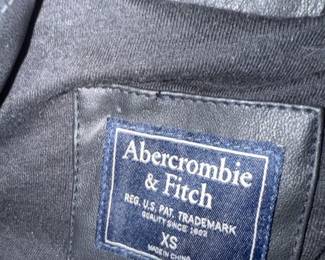 Abercrombie
& Fitch
REG. U.S. PAT. TRADEMARK
QUALITY SINCE 1892
XS
MADE IN CHINA